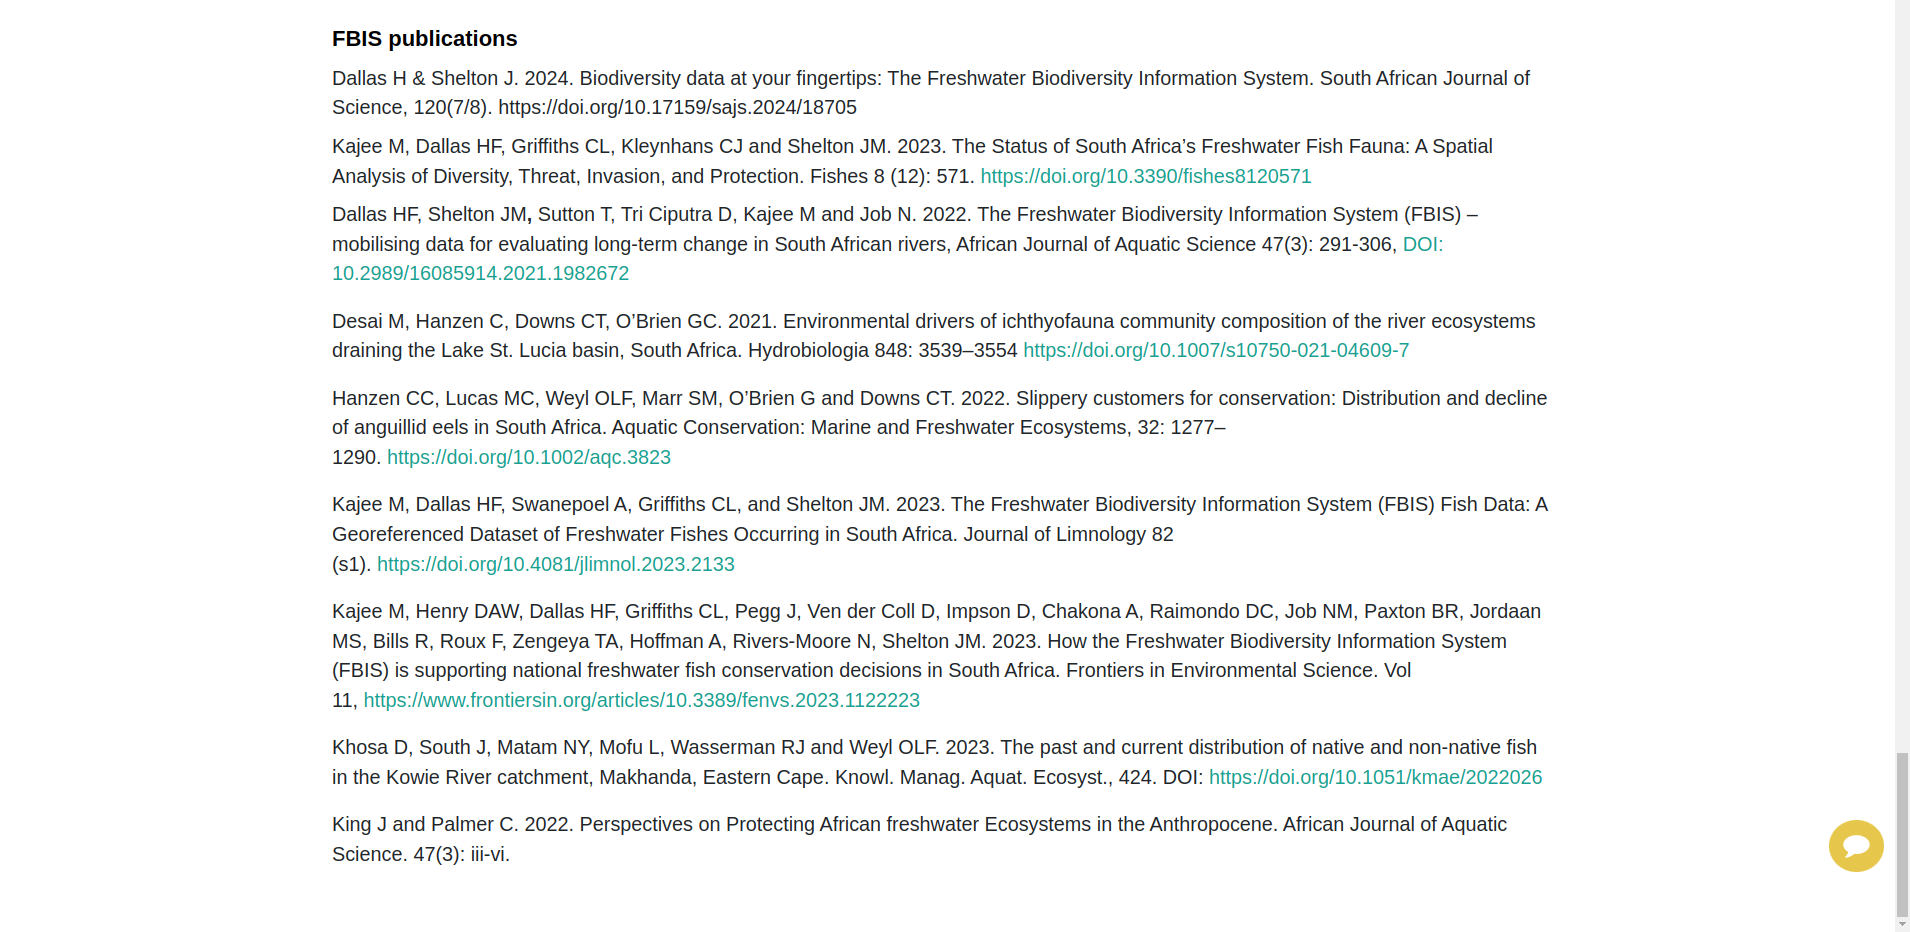 FBIS publications
Dallas H & Shelton J. 2024. Biodiversity data at your fingertips: The Freshwater Biodiversity Information System. South African Journal of
Science, 120(7/8). https://doi.org/10.17159/sajs.2024/18705
Kajee M, Dallas HF, Griffiths CL, Kleynhans CJ and Shelton JM. 2023. The Status of South Africa’s Freshwater Fish Fauna: A Spatial
Analysis of Diversity, Threat, Invasion, and Protection. Fishes 8 (12): 571. https://doi.org/10.3390/fishes8120571
Dallas HF, Shelton JM, Sutton T, Tri Ciputra D, Kajee M and Job N. 2022. The Freshwater Biodiversity Information System (FBIS) –
mobilising data for evaluating long-term change in South African rivers, African Journal of Aquatic Science 47(3): 291-306, DOI:
10.2989/16085914.2021.1982672
Desai M, Hanzen C, Downs CT, O’Brien GC. 2021. Environmental drivers of ichthyofauna community composition of the river ecosystems
draining the Lake St. Lucia basin, South Africa. Hydrobiologia 848: 3539–3554 https://doi.org/10.1007/s10750-021-04609-7
Hanzen CC, Lucas MC, Weyl OLF, Marr SM, O’Brien G and Downs CT. 2022. Slippery customers for conservation: Distribution and decline
of anguillid eels in South Africa. Aquatic Conservation: Marine and Freshwater Ecosystems, 32: 1277–
1290. https://doi.org/10.1002/aqc.3823
Kajee M, Dallas HF, Swanepoel A, Griffiths CL, and Shelton JM. 2023. The Freshwater Biodiversity Information System (FBIS) Fish Data: A
Georeferenced Dataset of Freshwater Fishes Occurring in South Africa. Journal of Limnology 82
(s1). https://doi.org/10.4081/jlimnol.2023.2133
Kajee M, Henry DAW, Dallas HF, Griffiths CL, Pegg J, Ven der Coll D, Impson D, Chakona A, Raimondo DC, Job NM, Paxton BR, Jordaan
MS, Bills R, Roux F, Zengeya TA, Hoffman A, Rivers-Moore N, Shelton JM. 2023. How the Freshwater Biodiversity Information System
(FBIS) is supporting national freshwater fish conservation decisions in South Africa. Frontiers in Environmental Science. Vol
11, https://www.frontiersin.org/articles/10.3389/fenvs.2023.1122223
Khosa D, South J, Matam NY, Mofu L, Wasserman RJ and Weyl OLF. 2023. The past and current distribution of native and non-native fish
in the Kowie River catchment, Makhanda, Eastern Cape. Knowl. Manag. Aquat. Ecosyst., 424. DOI: https://doi.org/10.1051/kmae/2022026
King J and Palmer C. 2022. Perspectives on Protecting African freshwater Ecosystems in the Anthropocene. African Journal of Aquatic
Science. 47(3): iii-vi.